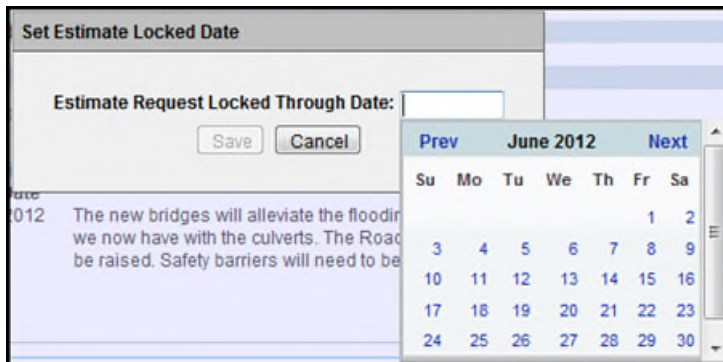 Set Estimate Locked Date
Estimate Request Locked Through Date:
Save Cancel
Prev June 2012 Next
Su Mo Tu We Th Fr Sa
1 2
3 4 5 6 7 8 9
10 11 12 13 14 15 16
17 18 19 20 21 22 23
24 25 26 27 28 29 30
2012 The new bridges will alleviate the
we now have with the culverts. The
be raised. Safety barriers will need to be